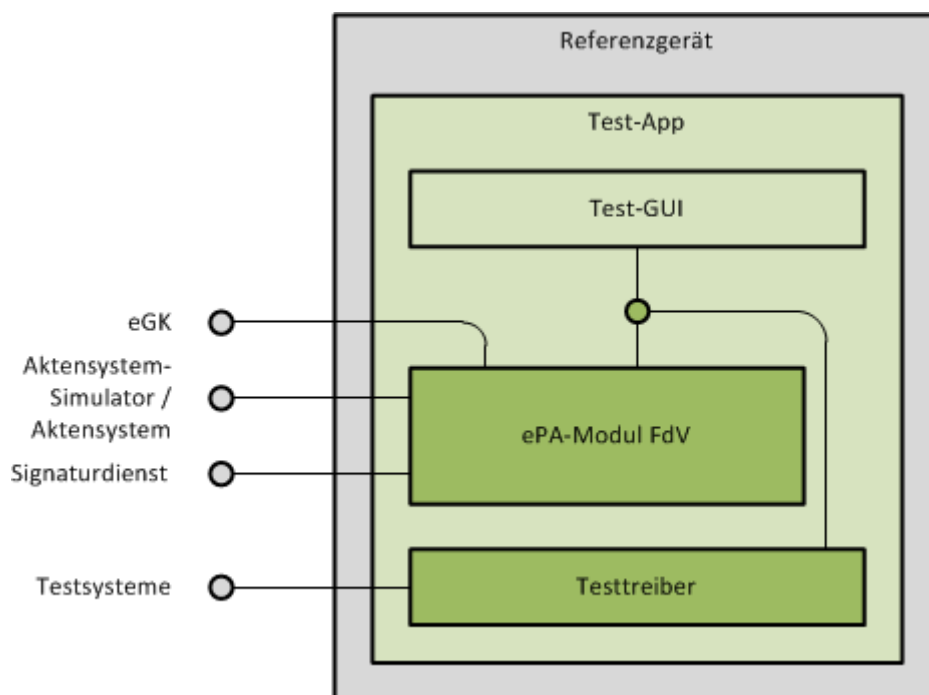 Referenzgerät
Test-App
Test-GUI
eGK
Aktensystem-
Simulator /
Aktensystem
ePA-Modul FdV
Signaturdienst
Testsysteme
Testtreiber